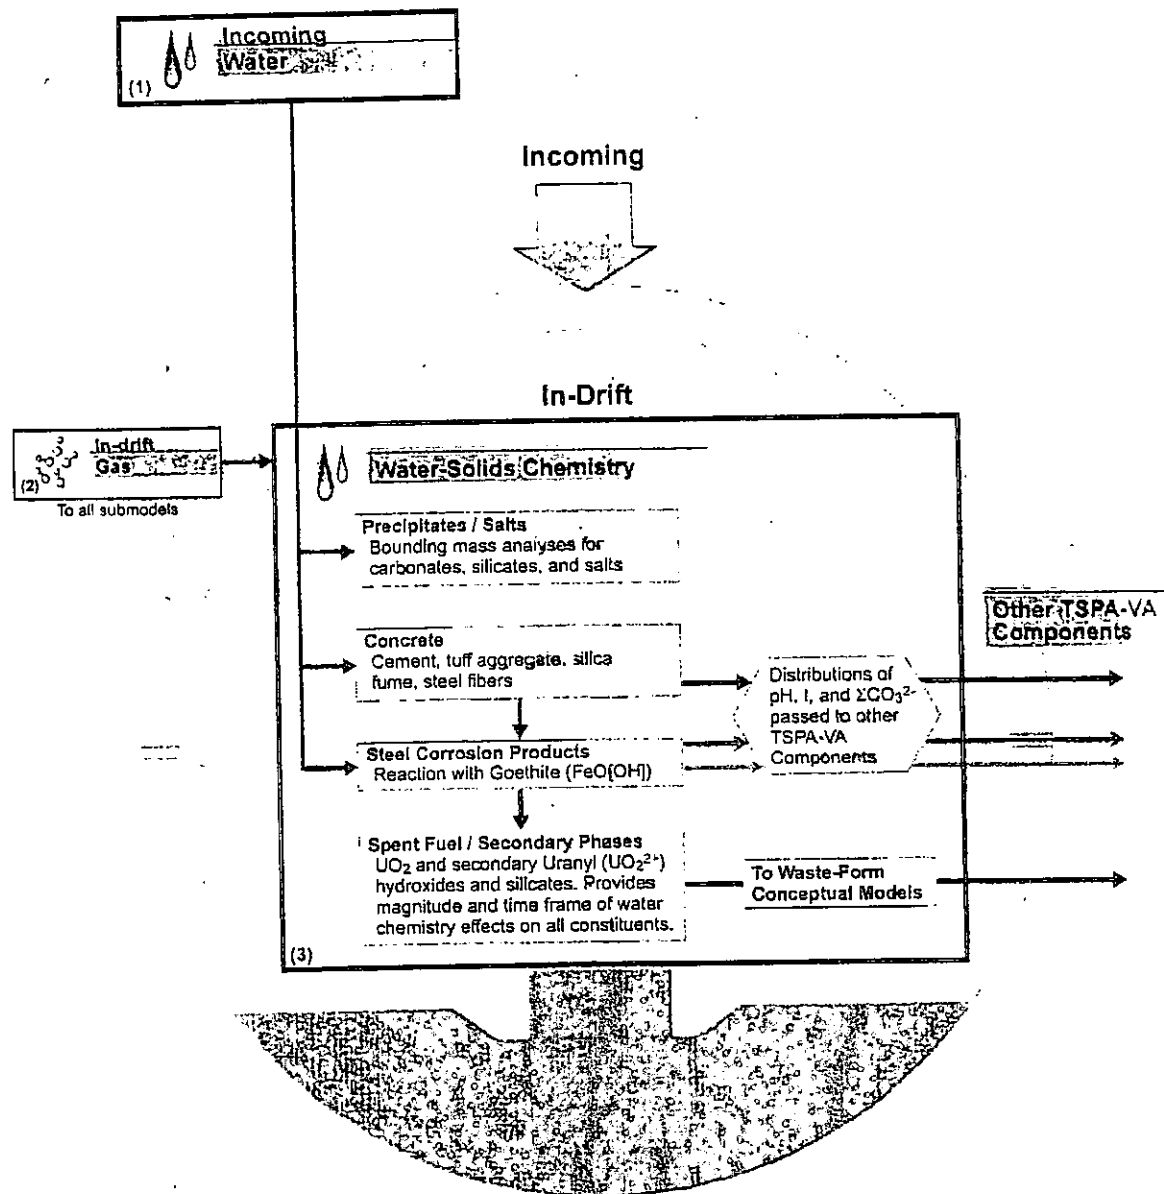 Incoming
Water
(1)
Incoming
In-Drift
In-drift
Gas
(2)
To all submodels
Water-Solids Chemistry
Precipitates / Salts
Bounding mass analyses for
carbonates, silicates, and salts
Concrete
Cement, tuff aggregate, silica
fume, steel fibers
Steel Corrosion Products
Reaction with Goethite (FeO[OH])
Spent Fuel / Secondary Phases
UO₂ and secondary Uranyl (UO₂²⁺)
hydroxides and silicates. Provides
magnitude and time frame of water
chemistry effects on all constituents.
(3)
Distributions of
pH, I, and ΣCO₃²⁻
passed to other
TSPA-VA
Components
To Waste-Form
Conceptual Models
Other TSPA-VA
Components